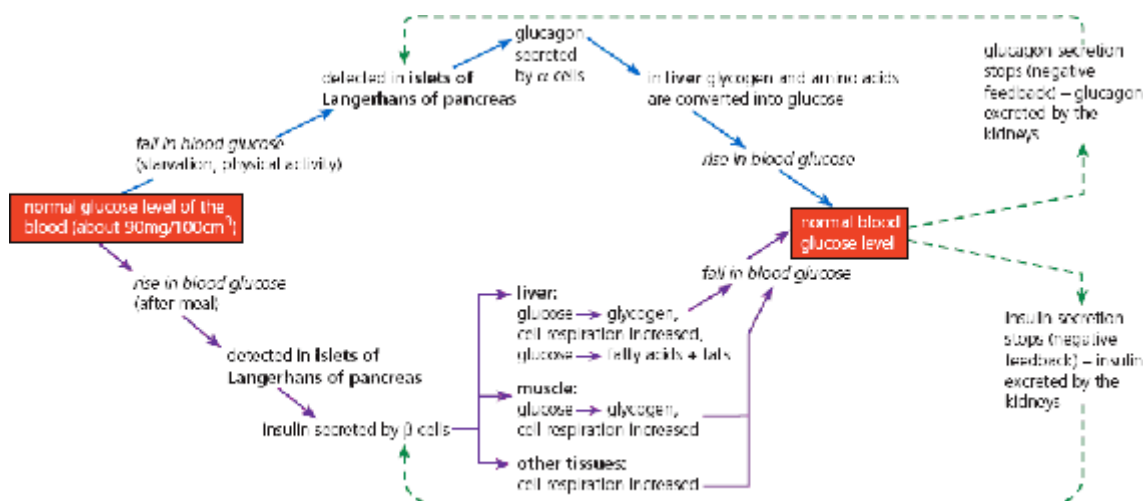 glucagon
secreted
by α cells
detected in islets of
Langerhans of pancreas
in liver glycogen and amino acids
are converted into glucose
glucagon secretion
stops (negative
feedback) – glucagon
excreted by the
kidneys
fall in blood glucose
(starvation, physical activity)
rise in blood glucose
normal glucose level of the
blood (about 90mg/100cm³)
normal blood
glucose level
rise in blood glucose
(after meal)
fall in blood glucose
liver:
glucose → glycogen,
cell respiration increased,
glucose → fatty acids + fats
insulin secretion
stops (negative
feedback) – insulin
excreted by the
kidneys
detected in islets of
Langerhans of pancreas
muscle:
glucose → glycogen,
cell respiration increased
insulin secreted by β cells
other tissues:
cell respiration increased